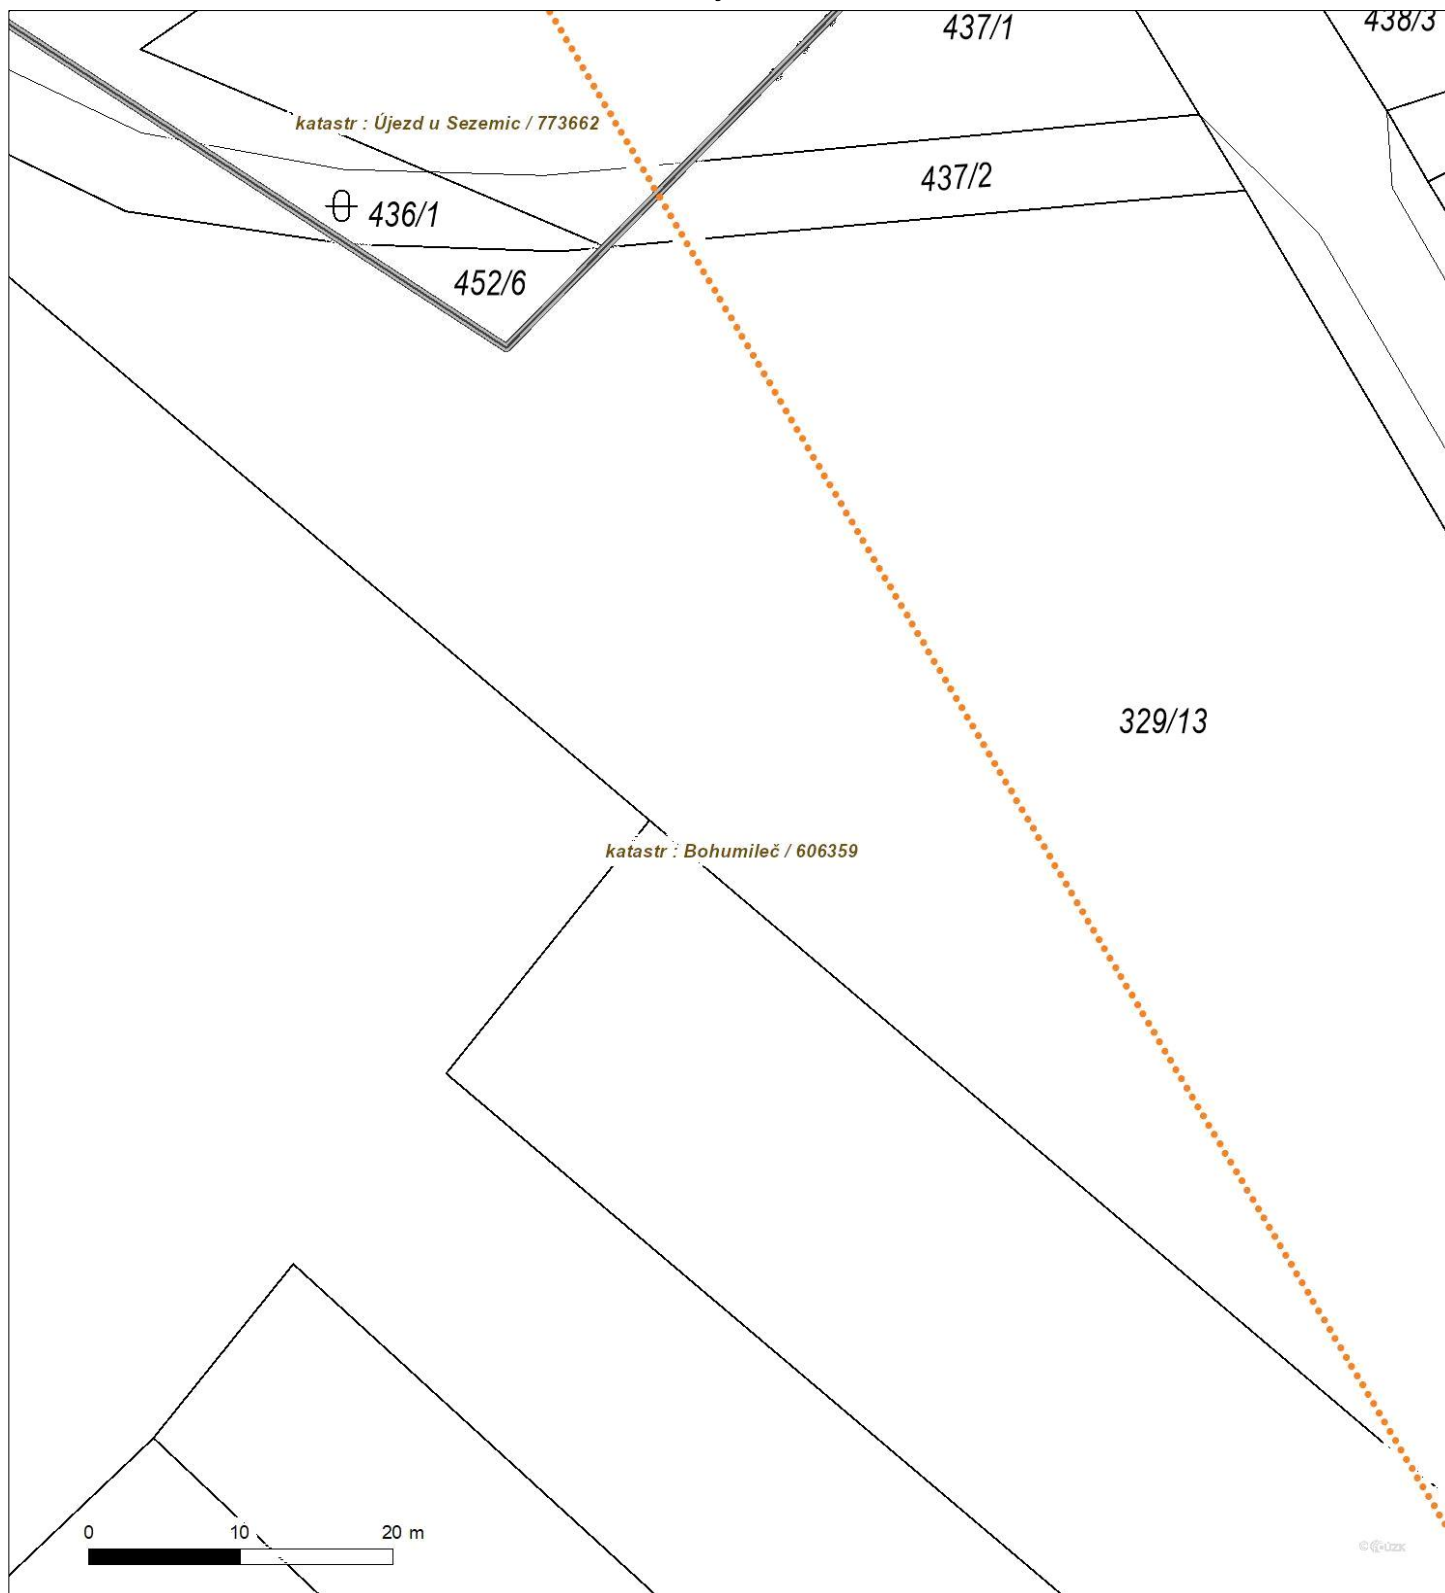 437/1
438/3
katastr : Újezd u Sezemic / 773662
437/2
436/1
452/6
329/13
katastr : Bohumileč / 606359
0 10 20 m
© ČÚZK